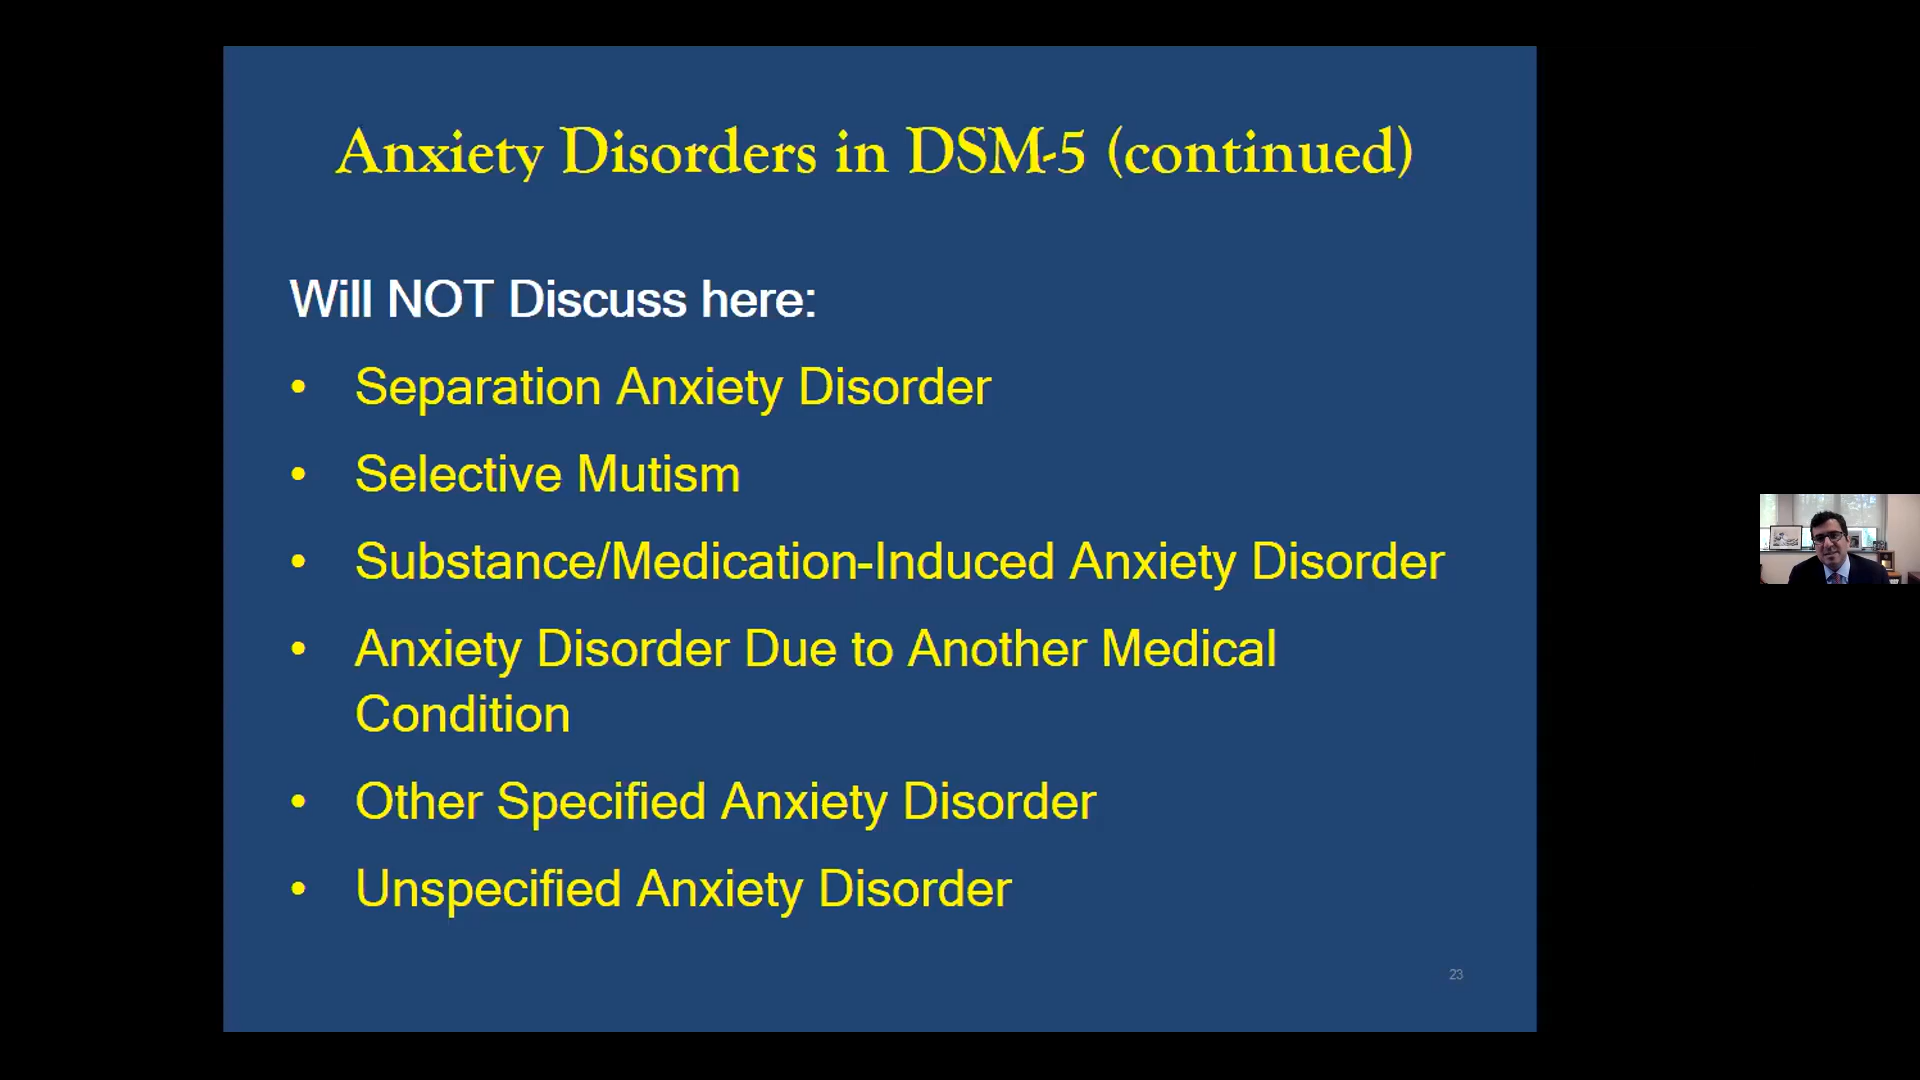 Anxiety Disorders in DSM-5 (continued)
Will NOT Discuss here:
• Separation Anxiety Disorder
• Selective Mutism
• Substance/Medication-Induced Anxiety Disorder
• Anxiety Disorder Due to Another Medical
Condition
• Other Specified Anxiety Disorder
• Unspecified Anxiety Disorder
23